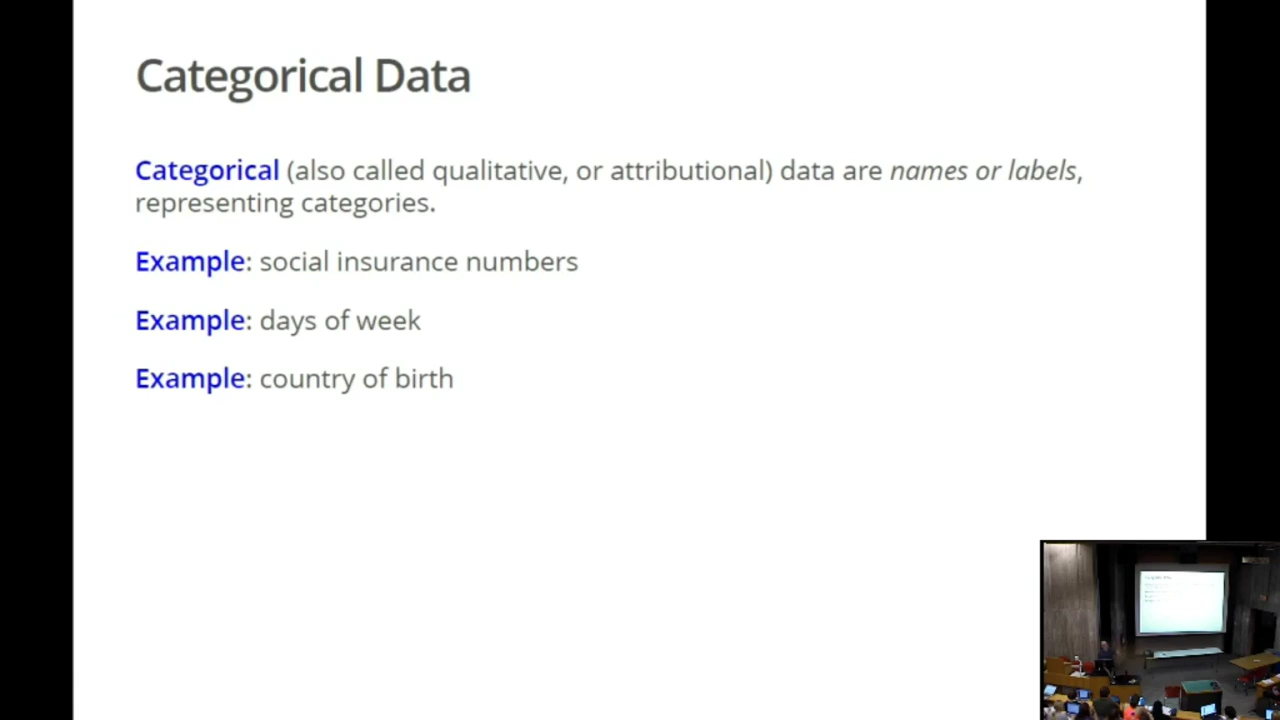 Categorical Data
Categorical (also called qualitative, or attributional) data are names or labels,
representing categories.
Example: social insurance numbers
Example: days of week
Example: country of birth